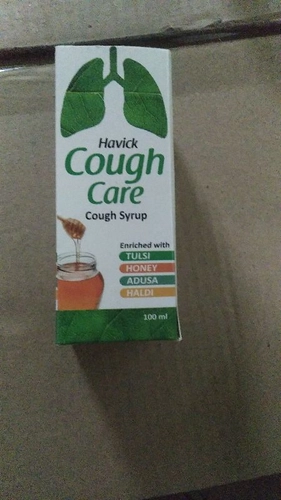 Havick
Cough
Care
Cough Syrup
Enriched with
TULSI
HONEY
ADUSA
HALDI
100 ml